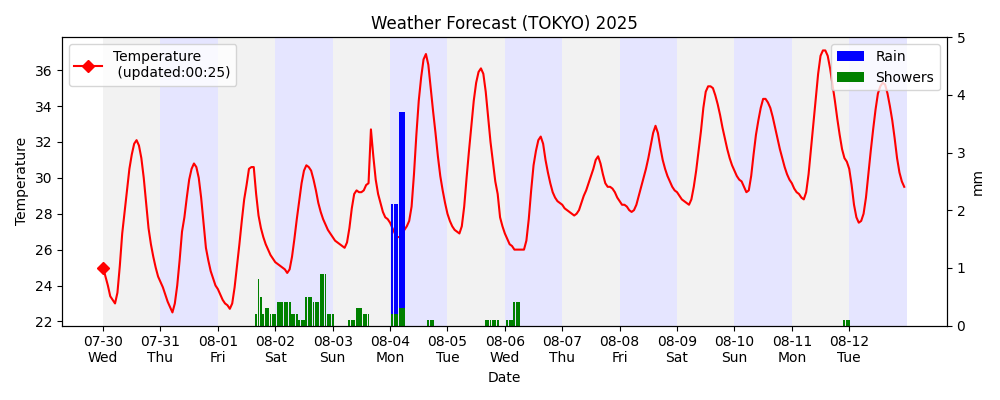 Weather Forecast (TOKYO) 2025
Temperature
(updated:00:25)
Rain
Showers
Temperature
36
34
32
30
28
26
24
22
5
4
3
2
1
0
mm
07-30 07-31 08-01 08-02 08-03 08-04 08-05 08-06 08-07 08-08 08-09 08-10 08-11 08-12
Wed Thu Fri Sat Sun Mon Tue Wed Thu Fri Sat Sun Mon Tue
Date